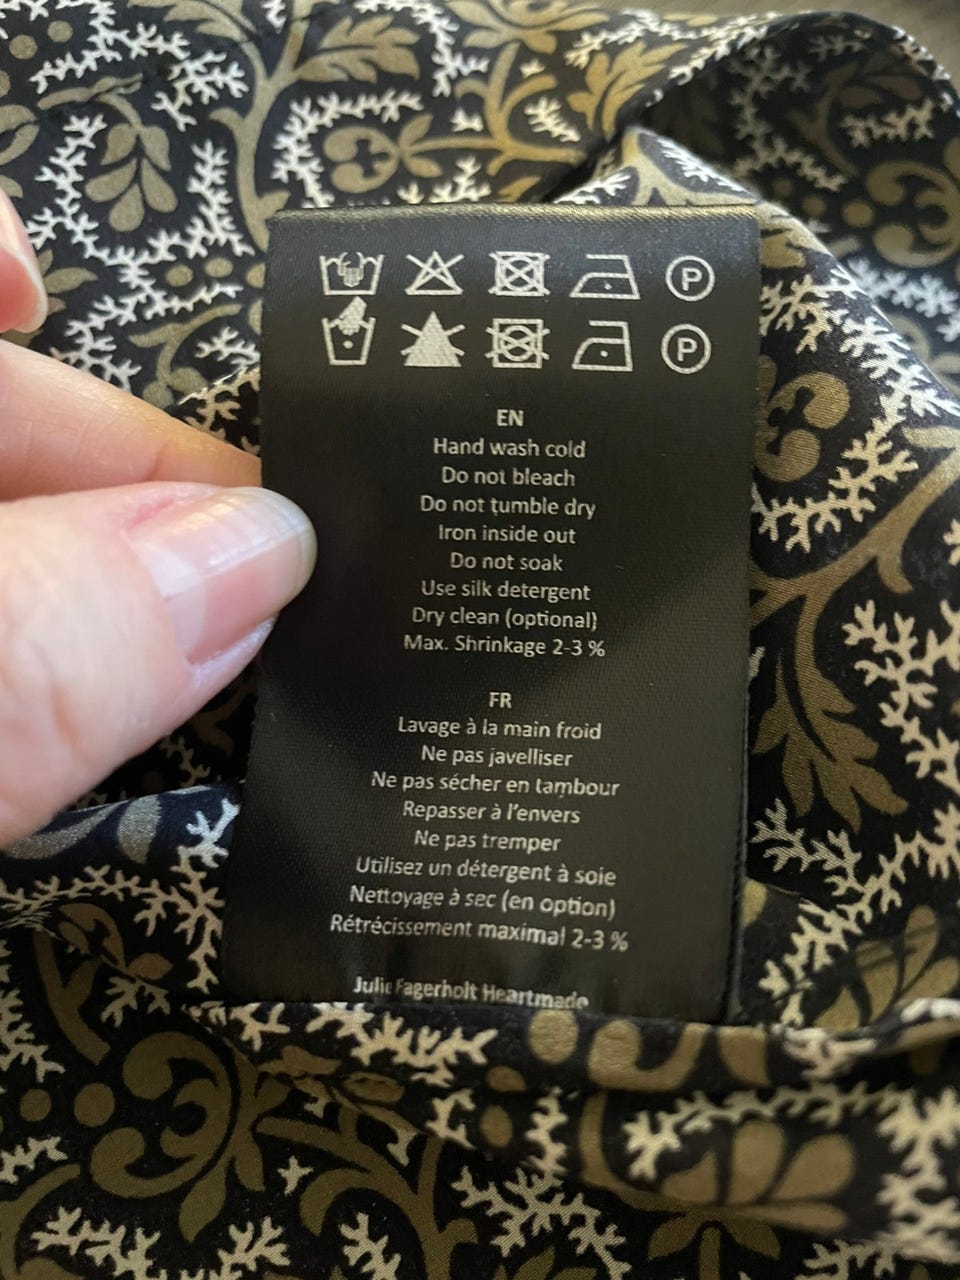 P
P
EN
Hand wash cold
Do not bleach
Do not tumble dry
Iron inside out
Do not soak
Use silk detergent
Dry clean (optional)
Max. Shrinkage 2-3 %
FR
Lavage à la main froid
Ne pas javelliser
Ne pas sécher en tambour
Repasser à l'envers
Ne pas tremper
Utilisez un détergent à soie
Nettoyage à sec (en option)
Rétrécissement maximal 2-3 %
Julie Fagerholt Heartmade